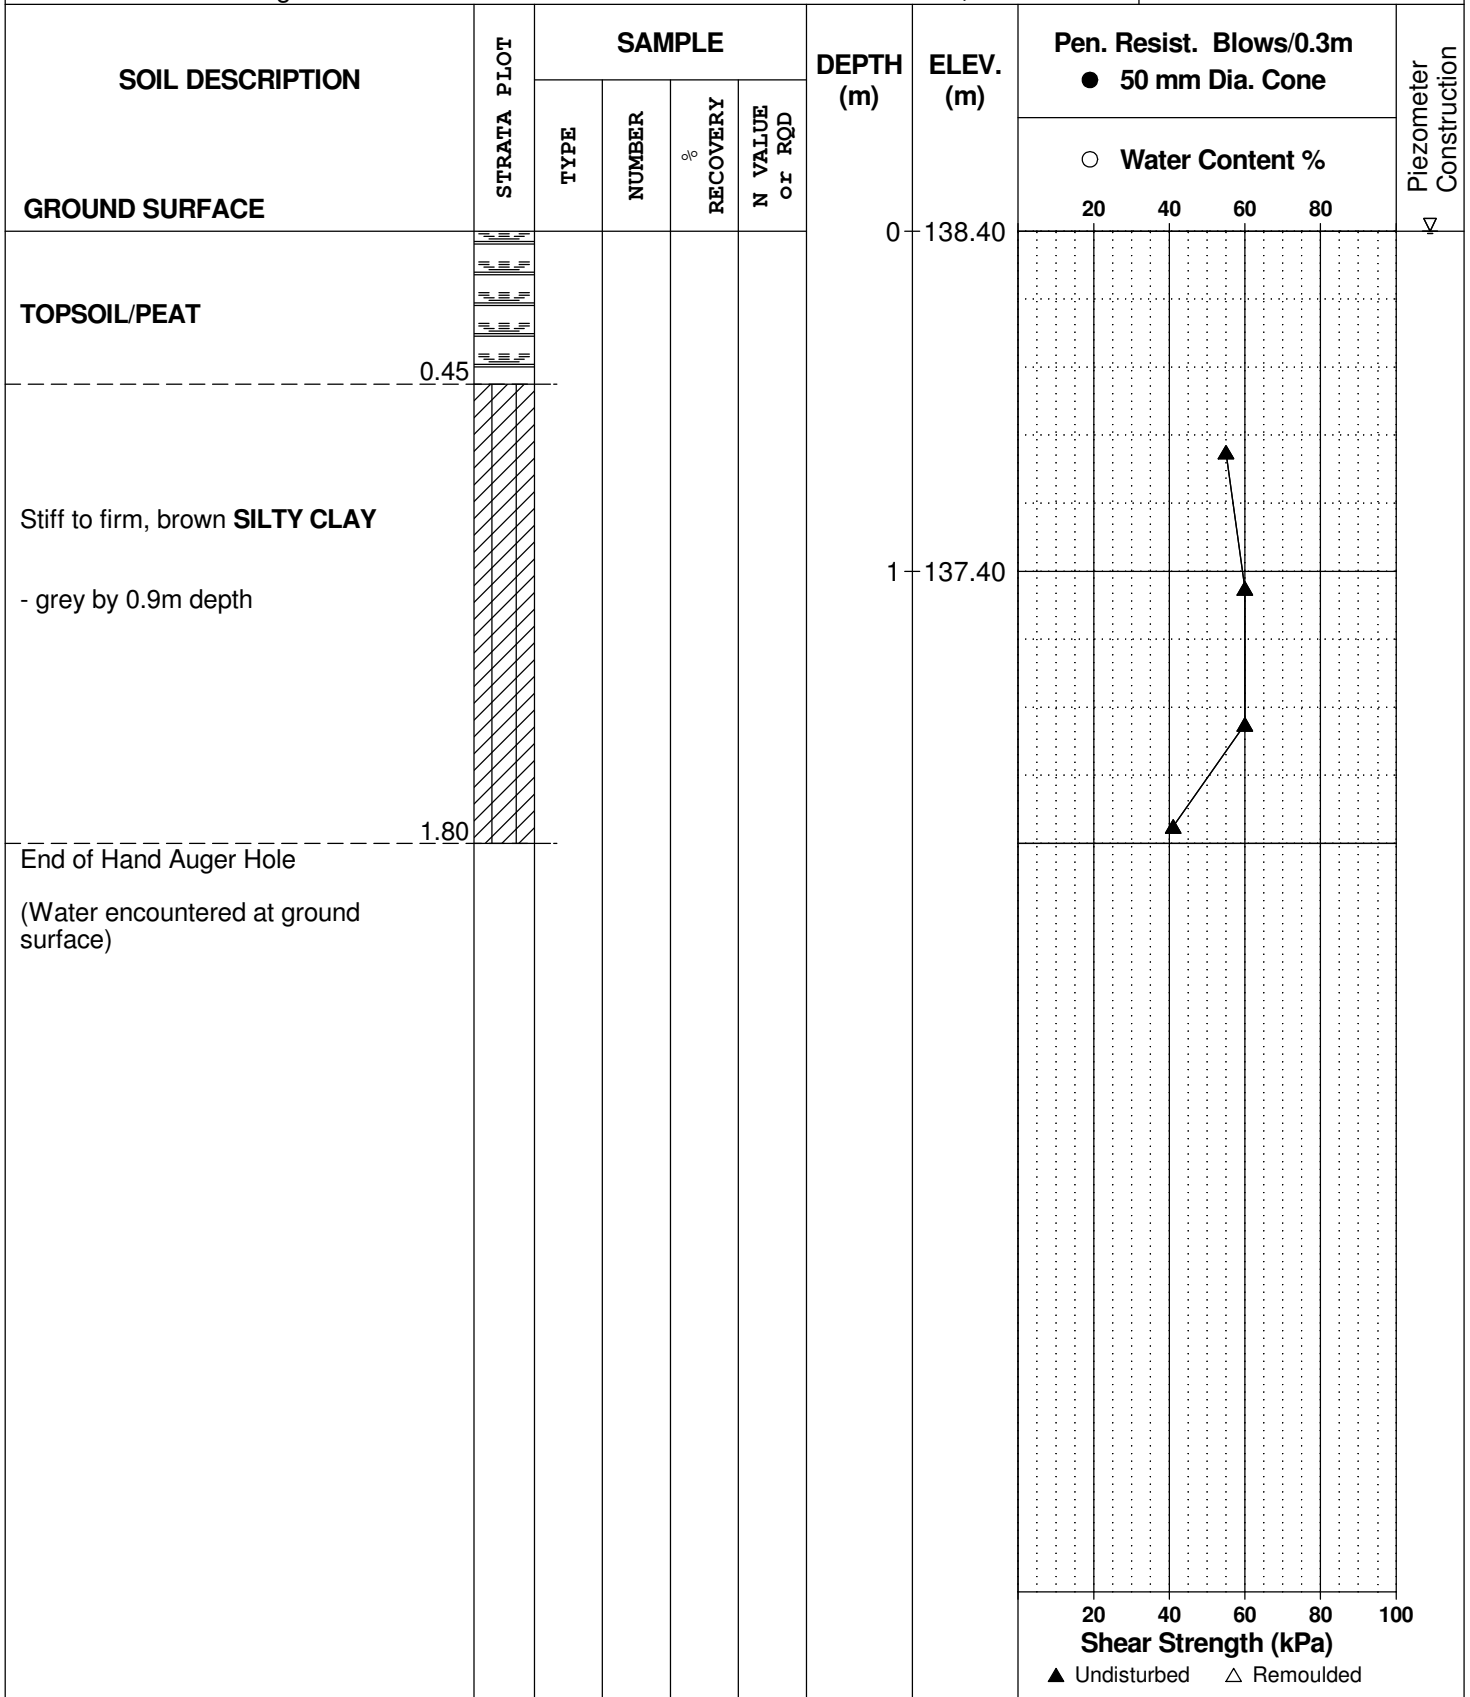 SOIL DESCRIPTION
GROUND SURFACE
STRATA PLOT
SAMPLE
TYPE
NUMBER
%
RECOVERY
N VALUE
or RQD
DEPTH
(m)
ELEV.
(m)
Pen. Resist. Blows/0.3m
● 50 mm Dia. Cone
○ Water Content %
20 40 60 80
Piezometer
Construction
0 138.40
TOPSOIL/PEAT
0.45
Stiff to firm, brown SILTY CLAY
1 137.40
- grey by 0.9m depth
1.80
End of Hand Auger Hole
(Water encountered at ground
surface)
20 40 60 80 100
Shear Strength (kPa)
▲ Undisturbed △ Remoulded